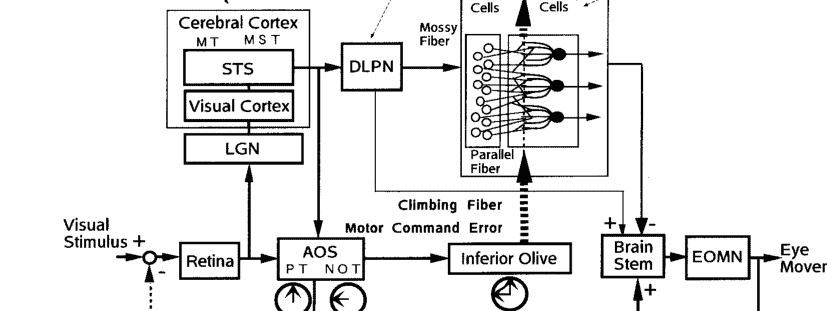 Cells Cells
Cerebral Cortex
MT MST
Mossy
Fiber
STS
DLPN
Visual Cortex
LGN
Parallel
Fiber
Climbing Fiber
Motor Command Error
Visual
Stimulus +
-
Retina
AOS
PT NOT
Inferior Olive
+ -
Brain
Stem
EOMN
Eye
+